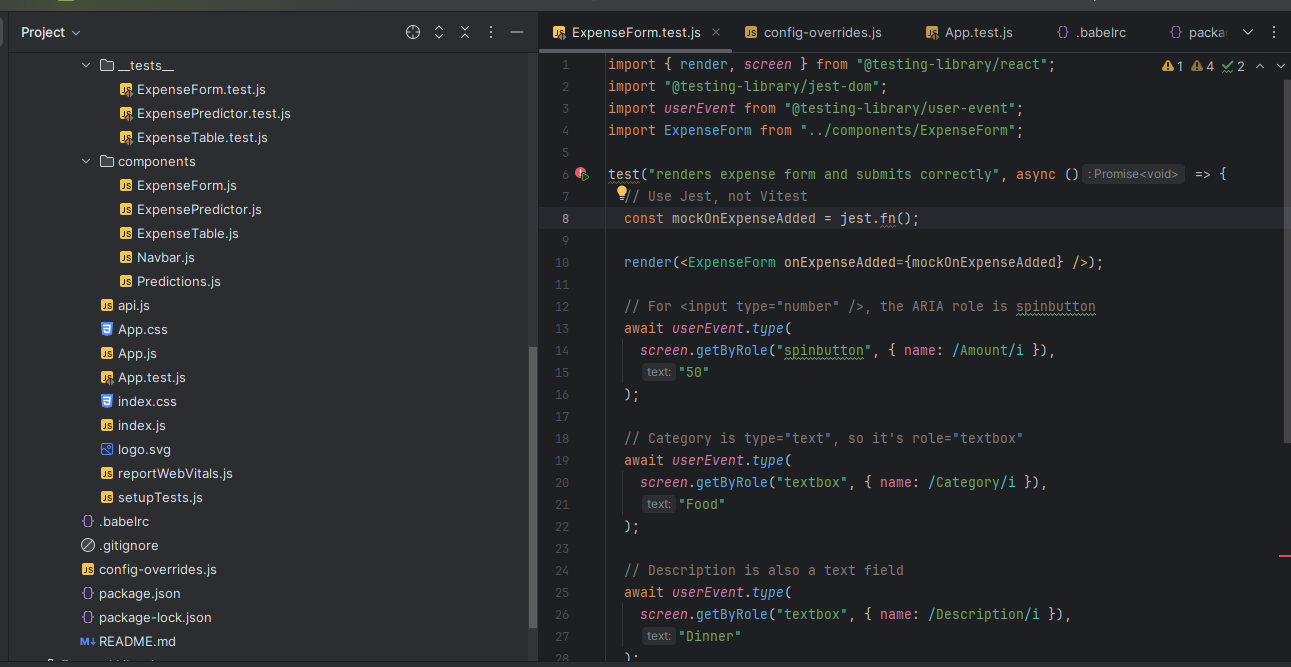 Project
__tests__
ExpenseForm.test.js
ExpensePredictor.test.js
ExpenseTable.test.js
components
ExpenseForm.js
ExpensePredictor.js
ExpenseTable.js
Navbar.js
Predictions.js
api.js
App.css
App.js
App.test.js
index.css
index.js
logo.svg
reportWebVitals.js
setupTests.js
.babelrc
.gitignore
config-overrides.js
package.json
package-lock.json
README.md
ExpenseForm.test.js config-overrides.js App.test.js .babelrc packa
1 4 2
1 import { render, screen } from "@testing-library/react";
2 import "@testing-library/jest-dom";
3 import userEvent from "@testing-library/user-event";
4 import ExpenseForm from "../components/ExpenseForm";
5
6 test("renders expense form and submits correctly", async () : Promise<void> => {
7 // Use Jest, not Vitest
8 const mockOnExpenseAdded = jest.fn();
9
10 render(<ExpenseForm onExpenseAdded={mockOnExpenseAdded} />);
11
12 // For <input type="number" />, the ARIA role is spinbutton
13 await userEvent.type(
14 screen.getByRole("spinbutton", { name: /Amount/i }),
15 text: "50"
16 );
17
18 // Category is type="text", so it's role="textbox"
19 await userEvent.type(
20 screen.getByRole("textbox", { name: /Category/i }),
21 text: "Food"
22 );
23
24 // Description is also a text field
25 await userEvent.type(
26 screen.getByRole("textbox", { name: /Description/i }),
27 text: "Dinner"
28 );